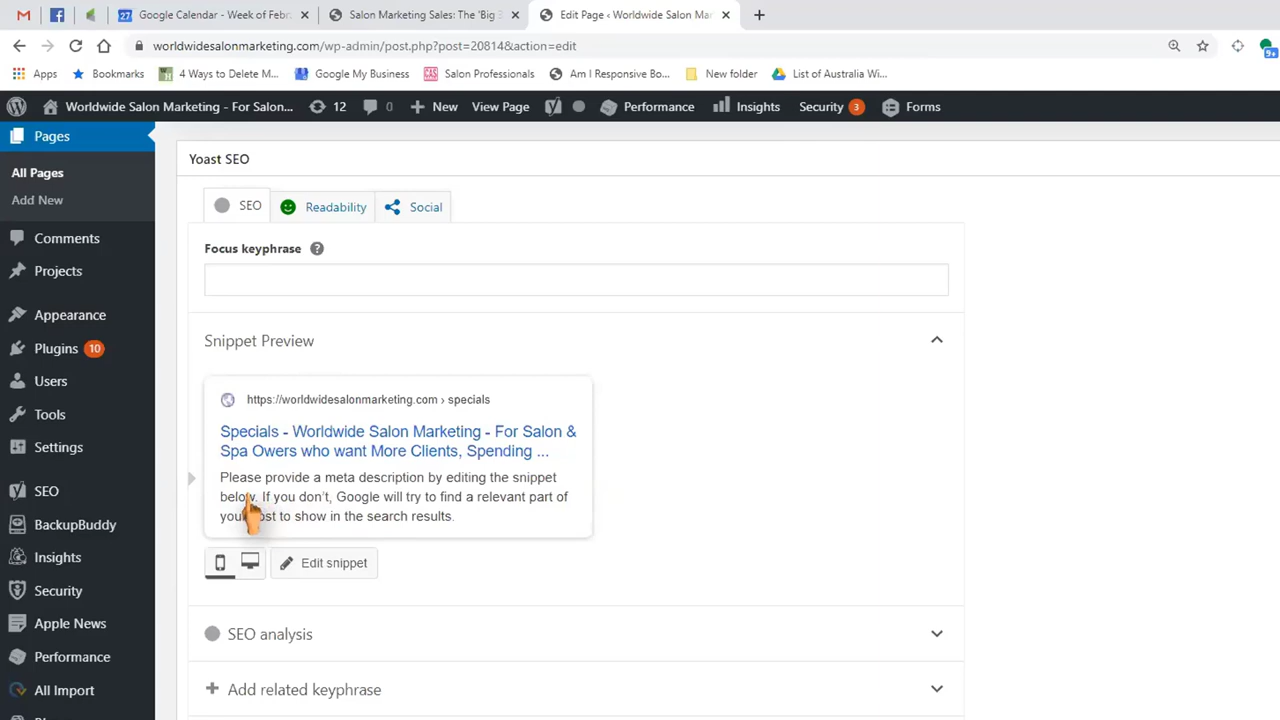 Google Calendar - Week of Febr
Salon Marketing Sales: The 'Big 3
Edit Page ‹ Worldwide Salon Mar
worldwidesalonmarketing.com/wp-admin/post.php?post=20814&action=edit
Apps
Bookmarks
4 Ways to Delete M...
Google My Business
Salon Professionals
Am I Responsive Bo...
New folder
List of Australia Wi...
9+
Worldwide Salon Marketing - For Salon...
12
0
New
View Page
Performance
Insights
Security 3
Forms
Pages
All Pages
Add New
Comments
Projects
Appearance
Plugins 10
Users
Tools
Settings
SEO
BackupBuddy
Insights
Security
Apple News
Performance
All Import
Yoast SEO
SEO
Readability
Social
Focus keyphrase ?
Snippet Preview
https://worldwidesalonmarketing.com › specials
Specials - Worldwide Salon Marketing - For Salon &
Spa Owers who want More Clients, Spending ...
Please provide a meta description by editing the snippet
below. If you don't, Google will try to find a relevant part of
your post to show in the search results.
Edit snippet
SEO analysis
Add related keyphrase